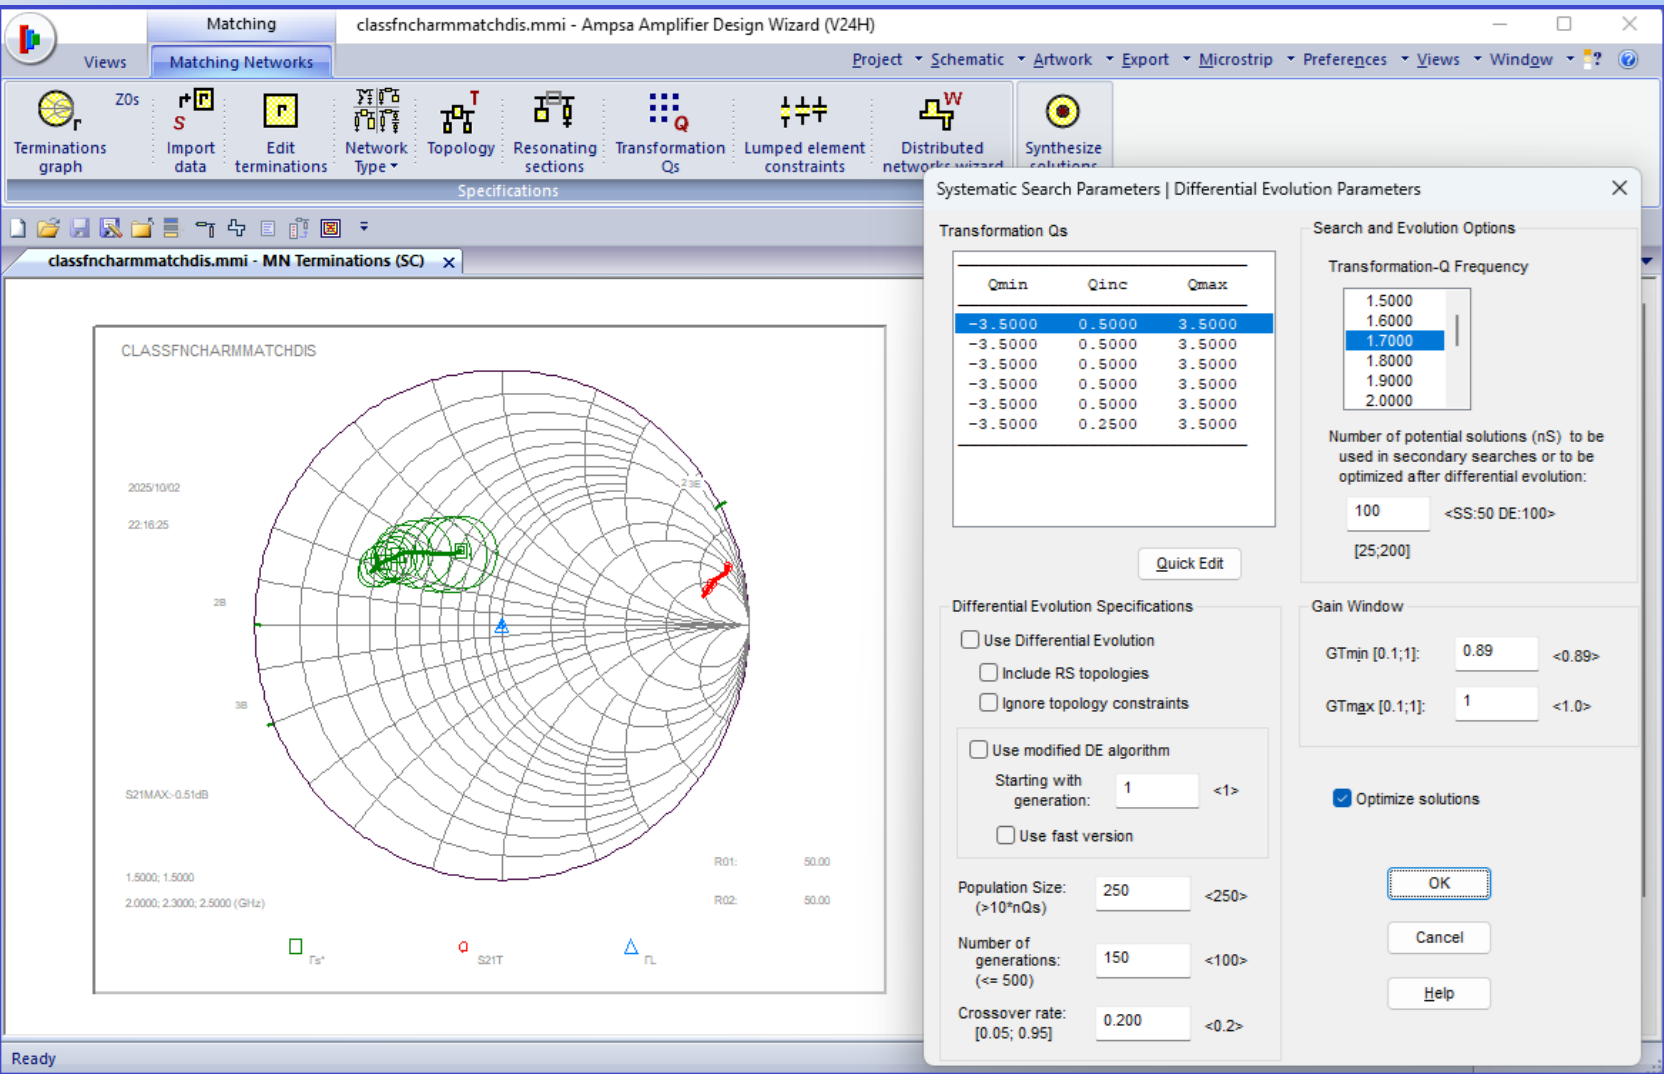 Matching
classfncharmmatchdis.mmi - Ampsa Amplifier Design Wizard (V24H)
Views
Matching Networks
Project
Schematic
Artwork
Export
Microstrip
Preferences
Views
Window
?
?
Terminations graph
Z0s
Import data
Edit terminations
Network Type
Topology
Resonating sections
Transformation Qs
Lumped element constraints
Distributed networks wizard
Synthesize solutions
Specifications
classfncharmmatchdis.mmi - MN Terminations (SC)
CLASSFNCHARMMATCHDIS
2025/10/02
22:16:25
2B
3B
S21MAX:-0.51dB
1.5000; 1.5000
2.0000; 2.3000; 2.5000 (GHz)
R01: 50.00
R02: 50.00
Γs*
S21T
ΓL
Ready
Systematic Search Parameters | Differential Evolution Parameters
Transformation Qs
Qmin Qinc Qmax
-3.5000 0.5000 3.5000
-3.5000 0.5000 3.5000
-3.5000 0.5000 3.5000
-3.5000 0.5000 3.5000
-3.5000 0.5000 3.5000
-3.5000 0.2500 3.5000
Quick Edit
Search and Evolution Options
Transformation-Q Frequency
1.5000
1.6000
1.7000
1.8000
1.9000
2.0000
Number of potential solutions (nS) to be
used in secondary searches or to be
optimized after differential evolution:
100 <SS:50 DE:100>
[25;200]
Differential Evolution Specifications
Use Differential Evolution
Include RS topologies
Ignore topology constraints
Use modified DE algorithm
Starting with
generation: 1 <1>
Use fast version
Population Size: 250 <250>
(>10*nQs)
Number of
generations: 150 <100>
(<= 500)
Crossover rate: 0.200 <0.2>
[0.05; 0.95]
Gain Window
GTmin [0.1;1]: 0.89 <0.89>
GTmax [0.1;1]: 1 <1.0>
Optimize solutions
OK
Cancel
Help